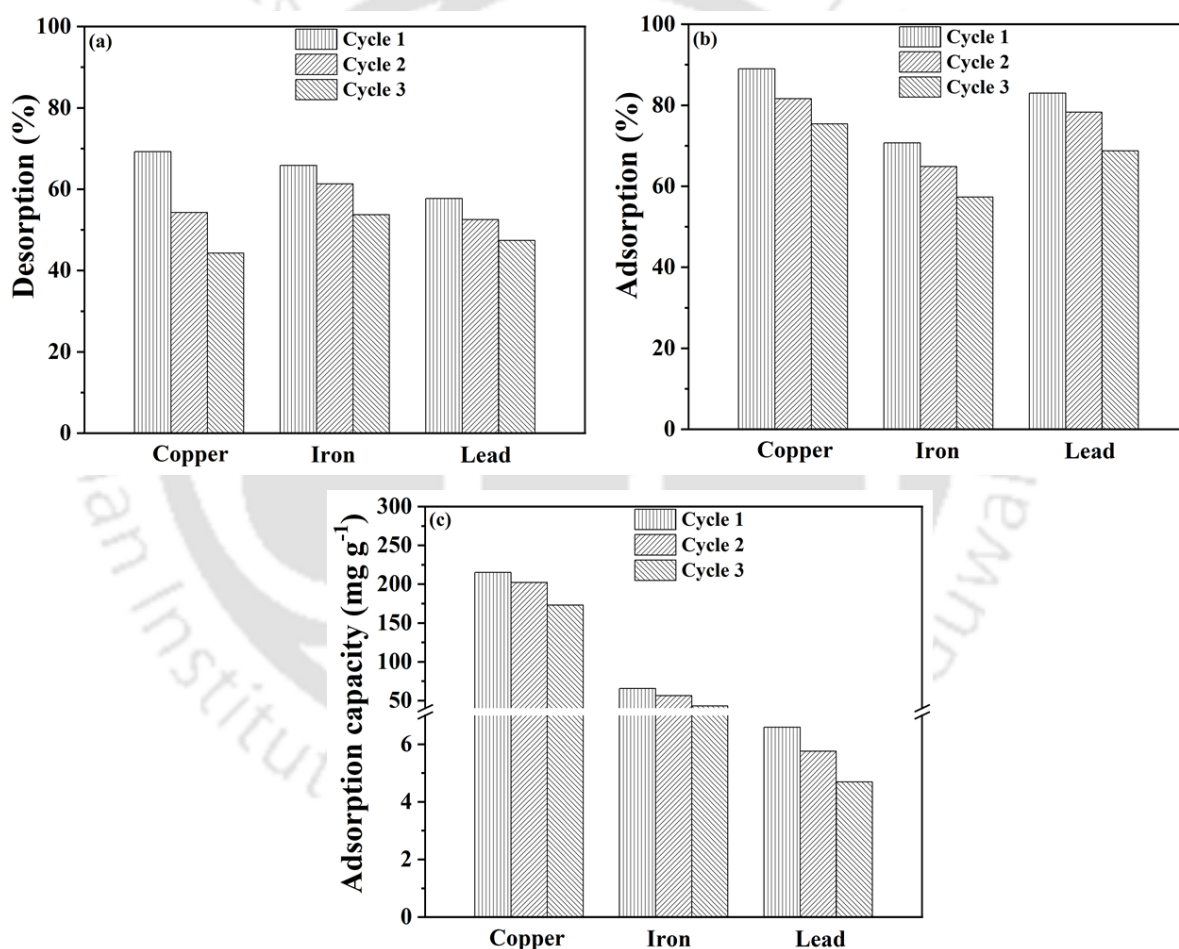 (a)
Cycle 1
Cycle 2
Cycle 3
Desorption (%)
100
80
60
40
20
0
Copper Iron Lead
(b)
Cycle 1
Cycle 2
Cycle 3
Adsorption (%)
100
80
60
40
20
0
Copper Iron Lead
(c)
Cycle 1
Cycle 2
Cycle 3
Adsorption capacity (mg g⁻¹)
300
250
200
150
100
50
6
4
2
0
Copper Iron Lead